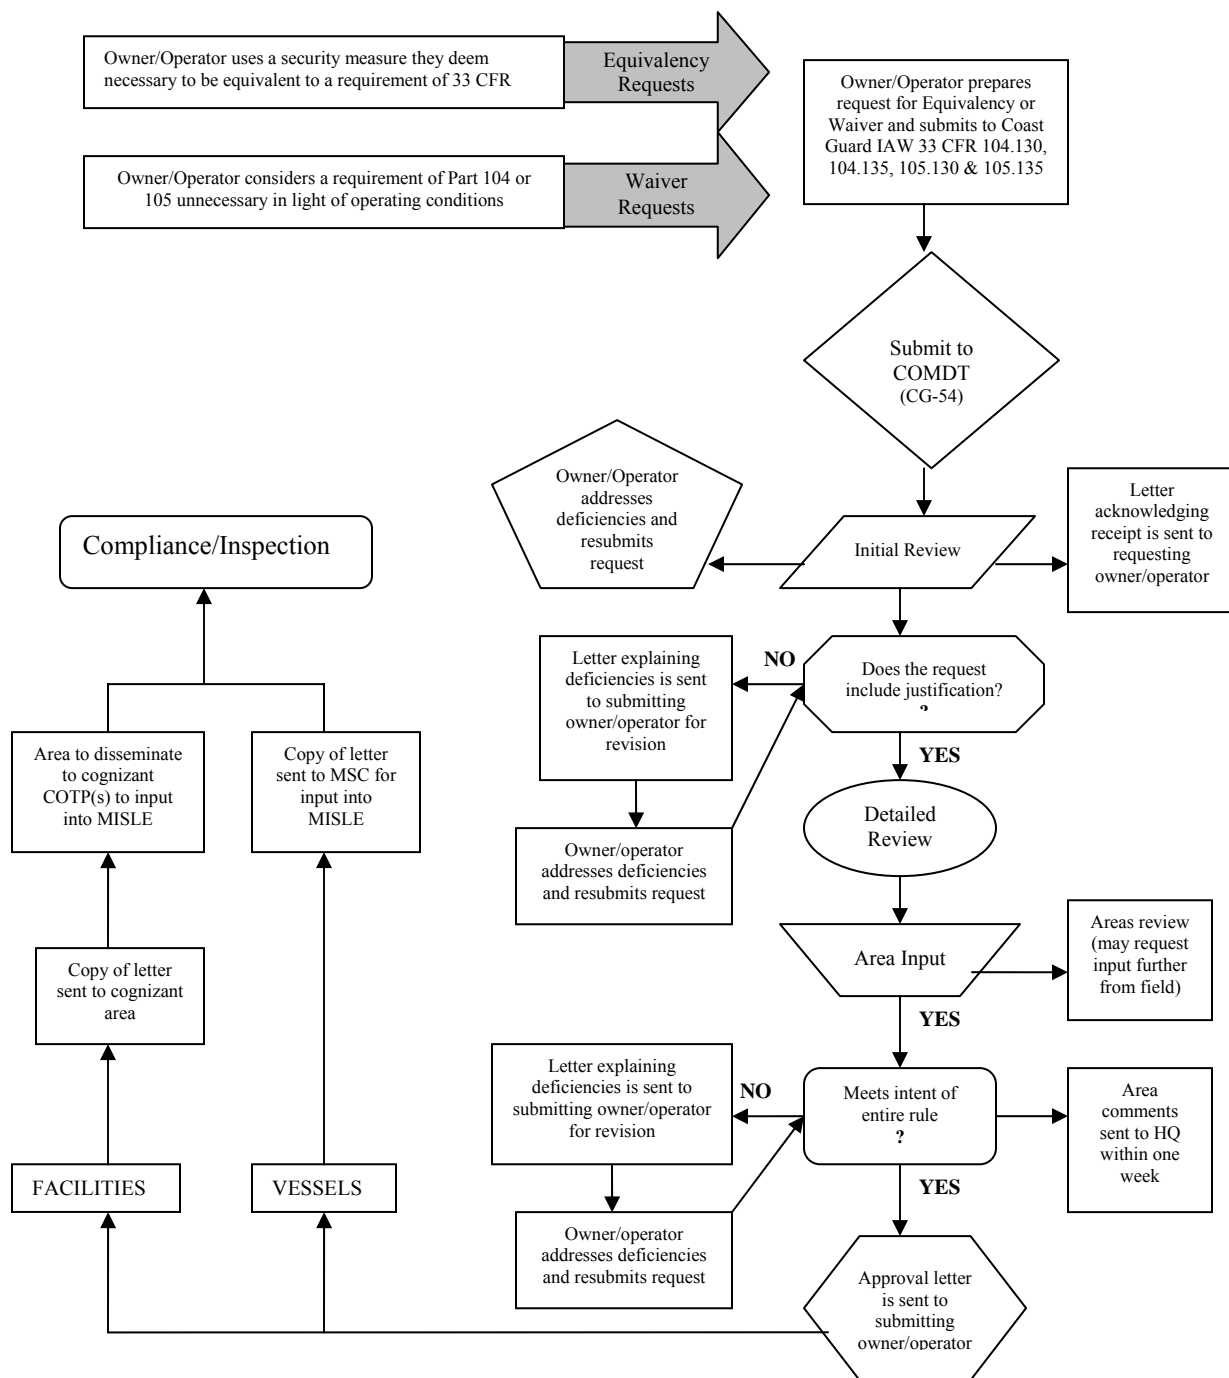 Owner/Operator uses a security measure they deem
necessary to be equivalent to a requirement of 33 CFR
Equivalency
Requests
Owner/Operator considers a requirement of Part 104 or
105 unnecessary in light of operating conditions
Waiver
Requests
Owner/Operator prepares
request for Equivalency or
Waiver and submits to Coast
Guard IAW 33 CFR 104.130,
104.135, 105.130 & 105.135
Submit to
COMDT
(CG-54)
Owner/Operator
addresses
deficiencies and
resubmits
request
Initial Review
Letter
acknowledging
receipt is sent to
requesting
owner/operator
Compliance/Inspection
Letter explaining
deficiencies is sent
to submitting
owner/operator for
revision
NO
Does the request
include justification?
?
YES
Owner/operator
addresses deficiencies
and resubmits request
Detailed
Review
Area to disseminate
to cognizant
COTP(s) to input
into MISLE
Copy of letter
sent to MSC for
input into
MISLE
Area Input
Areas review
(may request
input further
from field)
YES
Copy of letter
sent to cognizant
area
Letter explaining
deficiencies is sent to
submitting owner/operator
for revision
NO
Meets intent of
entire rule
?
Area
comments
sent to HQ
within one
week
YES
Owner/operator
addresses deficiencies
and resubmits request
FACILITIES
VESSELS
Approval letter
is sent to
submitting
owner/operator